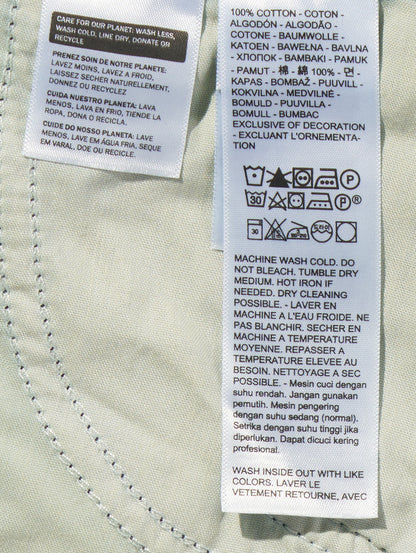 CARE FOR OUR PLANET: WASH LESS,
WASH COLD, LINE DRY, DONATE OR
RECYCLE
PRENEZ SOIN DE NOTRE PLANETE:
LAVEZ MOINS, LAVEZ A FROID,
LAISSEZ SECHER NATURELLEMENT,
DONNEZ OU RECYCLEZ.
CUIDA NUESTRO PLANETA: LAVA
MENOS, LAVA EN FRIO, TIENDE LA
ROPA, DONA O RECICLA.
CUIDE DO NOSSO PLANETA: LAVE
MENOS, LAVE EM ÁGUA FRIA, SEQUE
EM VARAL, DOE OU RECICLE.
100% COTTON - COTON -
ALGODÓN - ALGODÃO -
COTONE - BAUMWOLLE -
KATOEN - BAWEŁNA - BAVLNA
- ХЛОПОК - BAMBAKI - PAMUK
- PAMUT - 棉 - 綿 100% - 면 -
KAPAS - BOMBAŽ - PUUVILL -
KOKVILNA - MEDVILNĖ -
BOMULD - PUUVILLA -
BOMULL - BUMBAC
EXCLUSIVE OF DECORATION
- EXCLUANT L'ORNEMENTA-
TION
P
30
P
30
MACHINE WASH COLD. DO
NOT BLEACH. TUMBLE DRY
MEDIUM. HOT IRON IF
NEEDED. DRY CLEANING
POSSIBLE. - LAVER EN
MACHINE A L'EAU FROIDE. NE
PAS BLANCHIR. SECHER EN
MACHINE A TEMPERATURE
MOYENNE. REPASSER A
TEMPERATURE ELEVEE AU
BESOIN. NETTOYAGE A SEC
POSSIBLE. - Mesin cuci dengan
suhu rendah. Jangan gunakan
pemutih. Mesin pengering
dengan suhu sedang (normal).
Setrika dengan suhu tinggi jika
diperlukan. Dapat dicuci kering
profesional.
WASH INSIDE OUT WITH LIKE
COLORS. LAVER LE
VETEMENT RETOURNE, AVEC